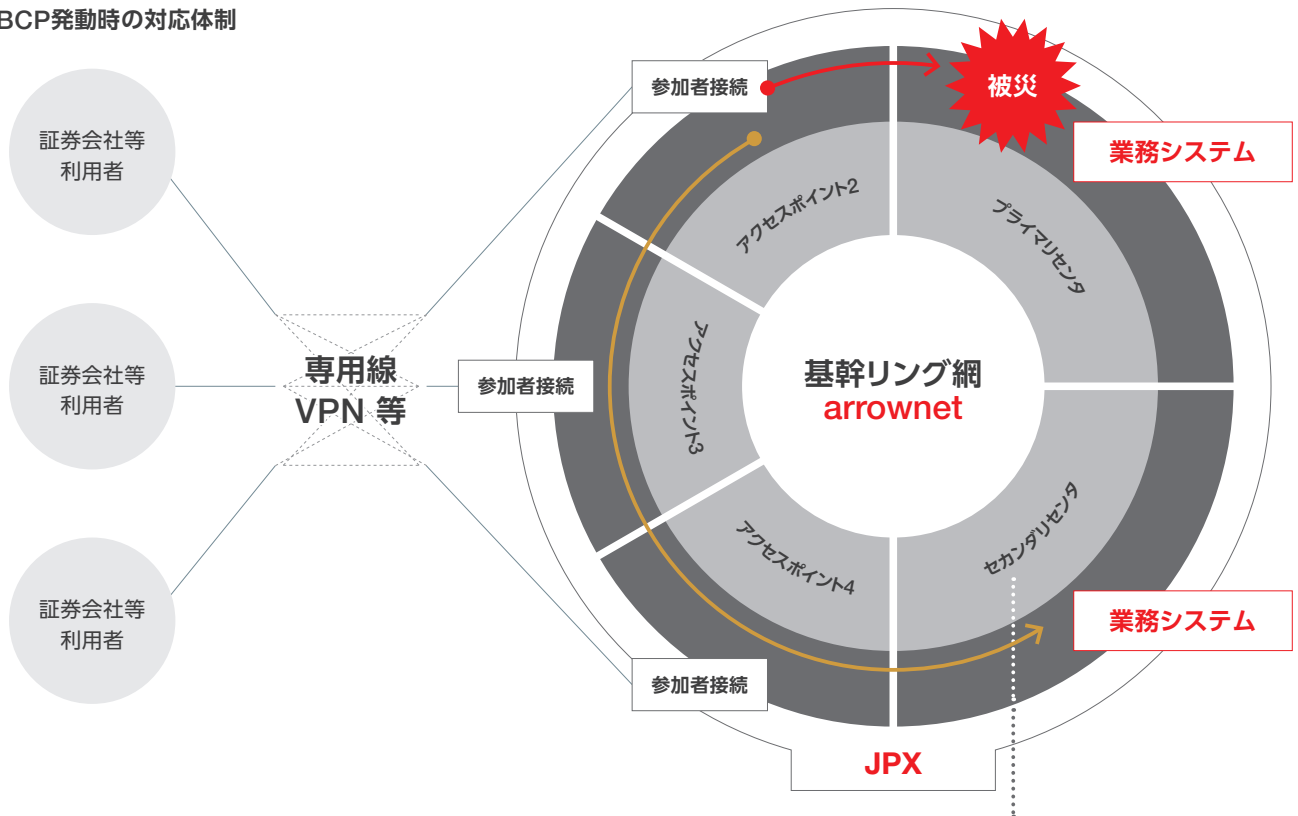 BCP発動時の対応体制
証券会社等
利用者
証券会社等
利用者
証券会社等
利用者
専用線
VPN 等
参加者接続
参加者接続
参加者接続
被災
業務システム
アクセスポイント2
プライマリセンタ
アクセスポイント3
基幹リング網
arrownet
アクセスポイント4
セカンダリセンタ
業務システム
JPX